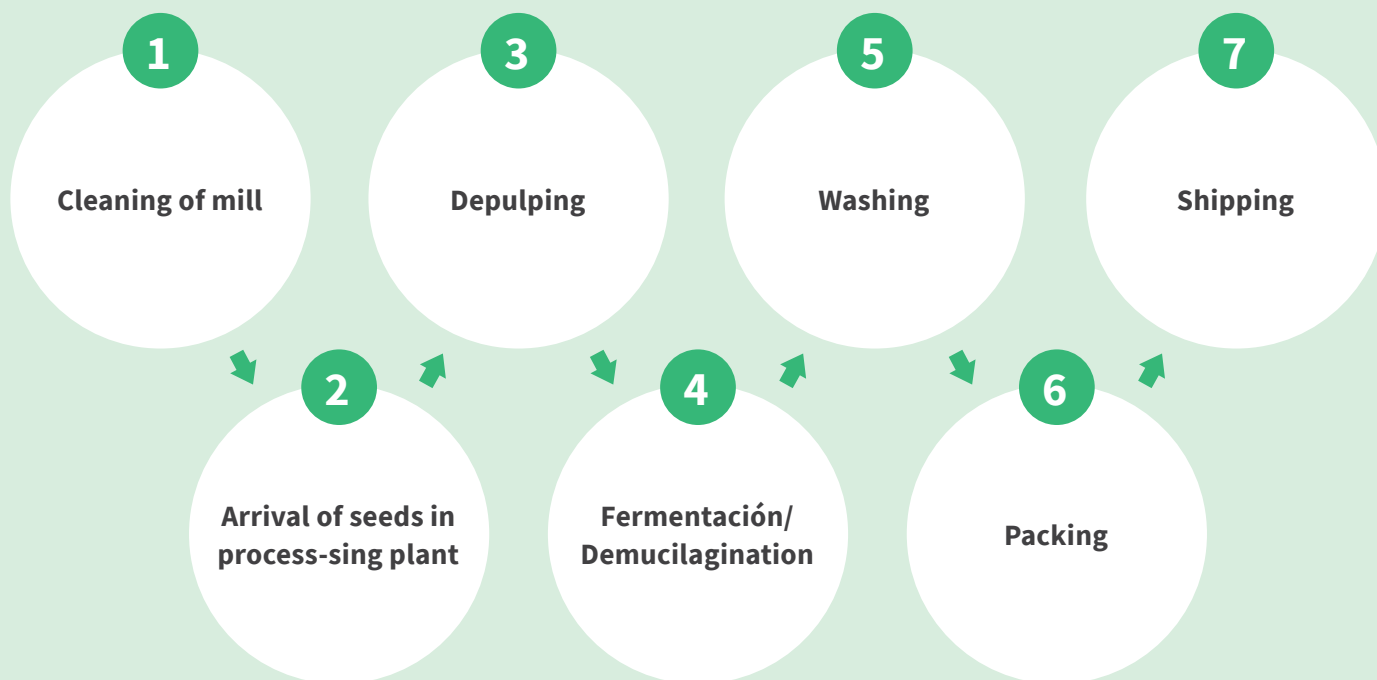 1
Cleaning of mill
2
Arrival of seeds in
process-sing plant
3
Depulping
4
Fermentación/
Demucilagination
5
Washing
6
Packing
7
Shipping